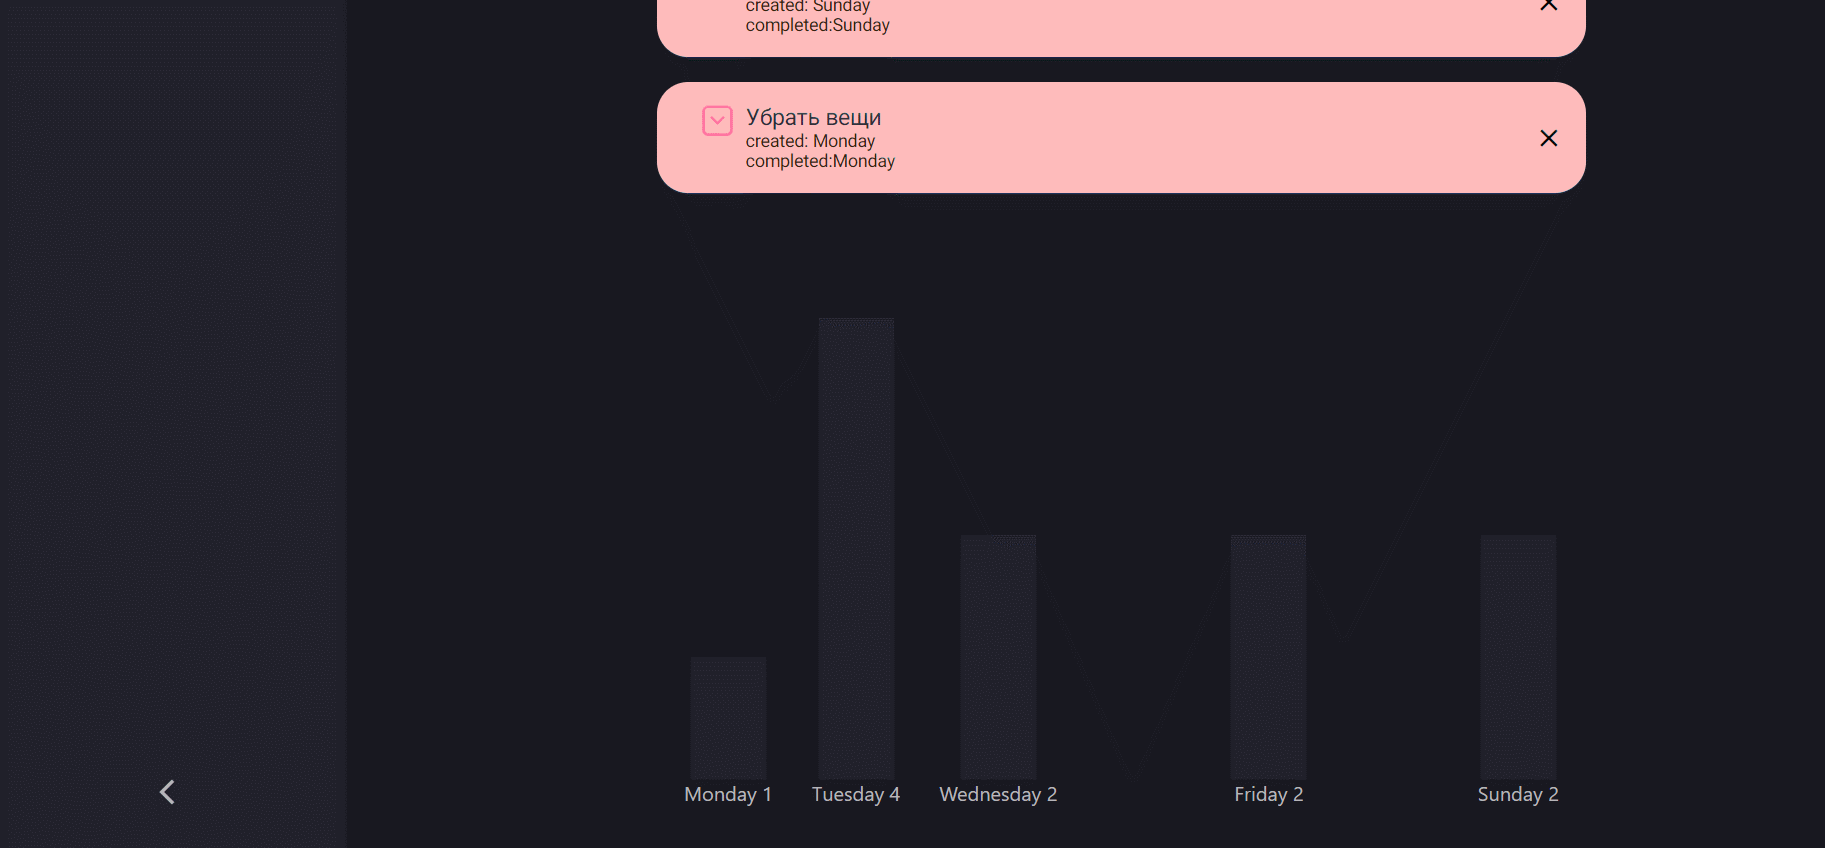 created: Sunday
completed:Sunday
Убрать вещи
created: Monday
completed:Monday
Monday 1
Tuesday 4
Wednesday 2
Friday 2
Sunday 2